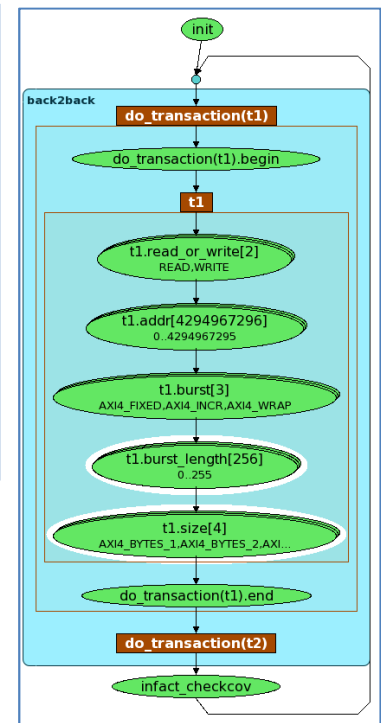 init
back2back
do_transaction(t1)
do_transaction(t1).begin
t1
t1.read_or_write[2]
READ,WRITE
t1.addr[4294967296]
0..4294967295
t1.burst[3]
AXI4_FIXED,AXI4_INCR,AXI4_WRAP
t1.burst_length[256]
0..255
t1.size[4]
AXI4_BYTES_1,AXI4_BYTES_2,AXI...
do_transaction(t1).end
do_transaction(t2)
infact_checkcov